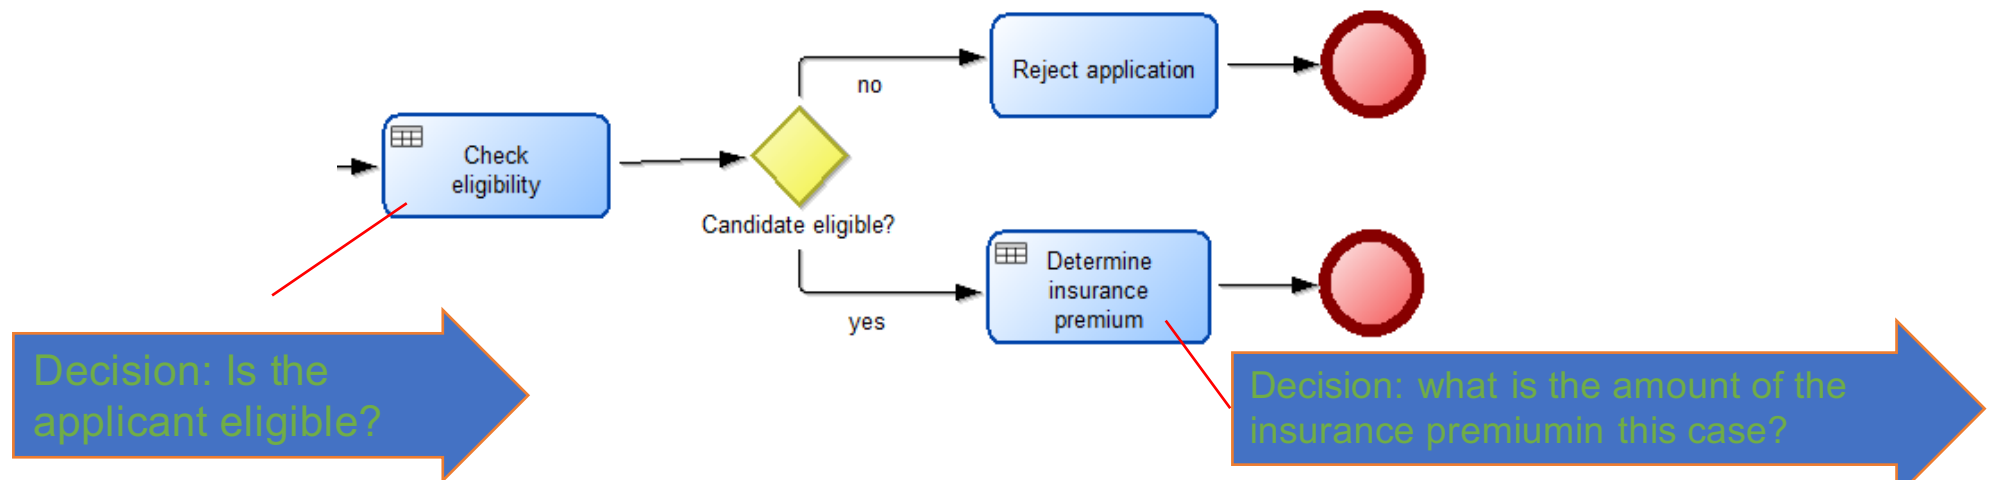 Reject application
no
Check
eligibility
Candidate eligible?
Determine
insurance
premium
yes
Decision: Is the
applicant eligible?
Decision: what is the amount of the
insurance premiumin this case?